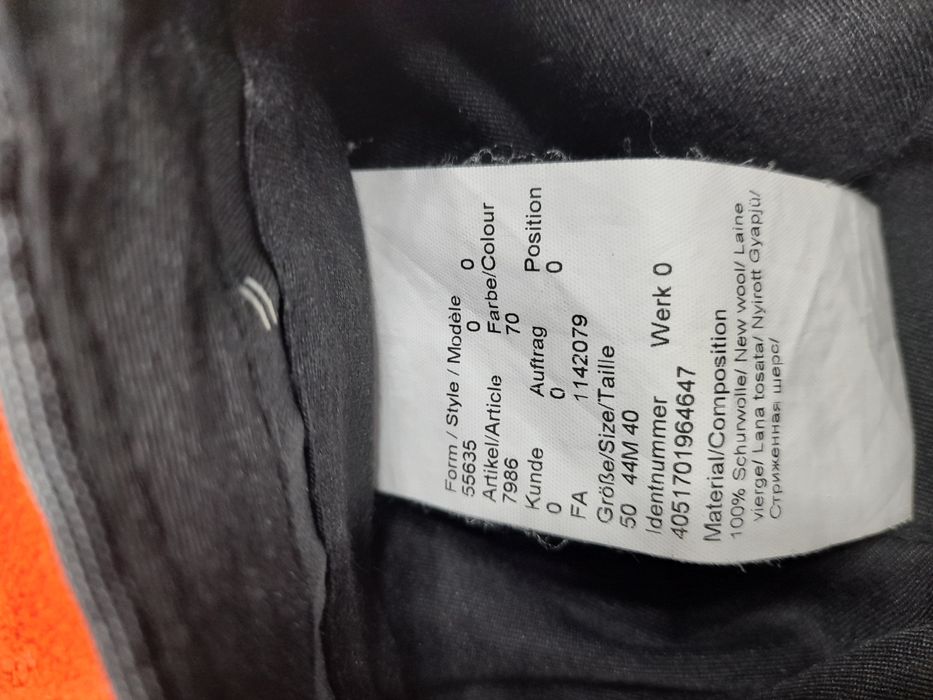 Form / Style / Modèle
55635 0 0
Artikel/Article Farbe/Colour
7986 70
Kunde Auftrag Position
0 0 0
FA 1142079
Größe/Size/Taille
50 44M 40
Identnummer Werk 0
4051701964647
Material/Composition
100% Schurwolle/ New wool/ Laine
vierge/ Lana tosata/ Nyirott Gyapjü/
Стриженная шерс/